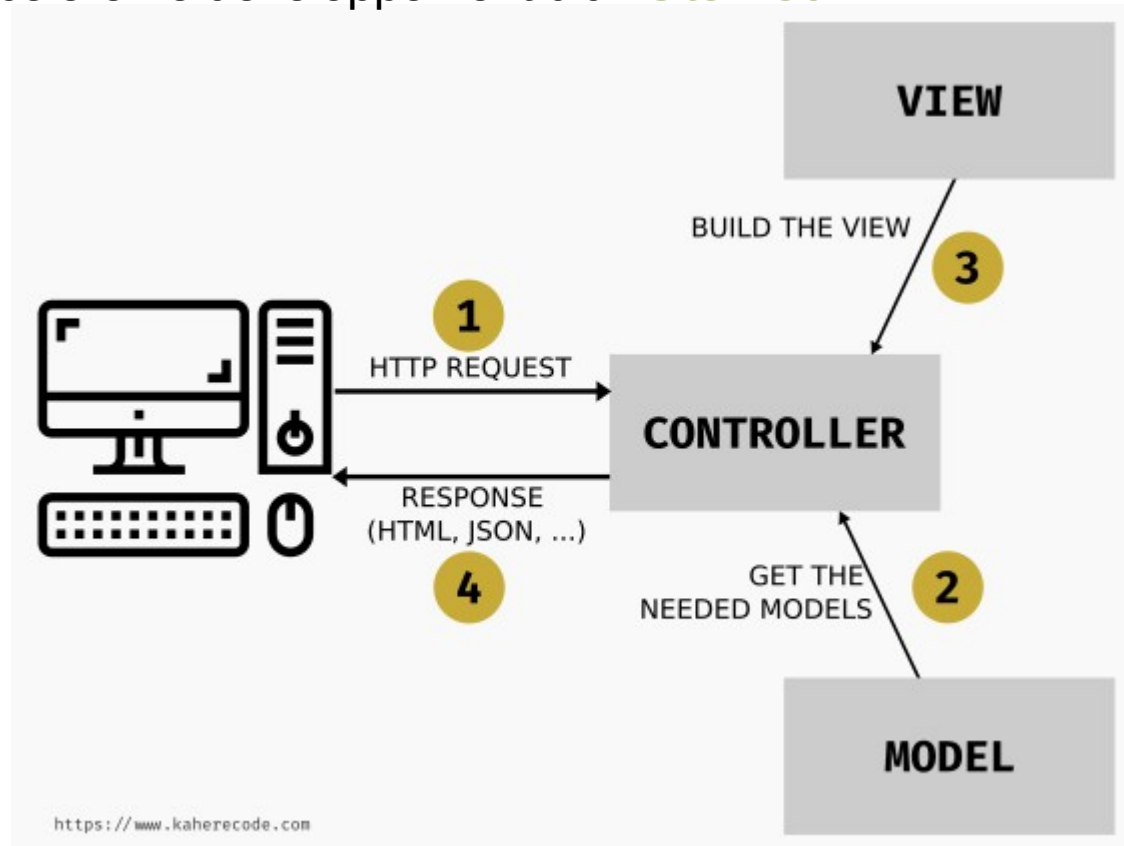 VIEW
BUILD THE VIEW
3
1
HTTP REQUEST
CONTROLLER
RESPONSE
(HTML, JSON, ...)
4
GET THE
NEEDED MODELS
2
MODEL
https://www.kaherecode.com